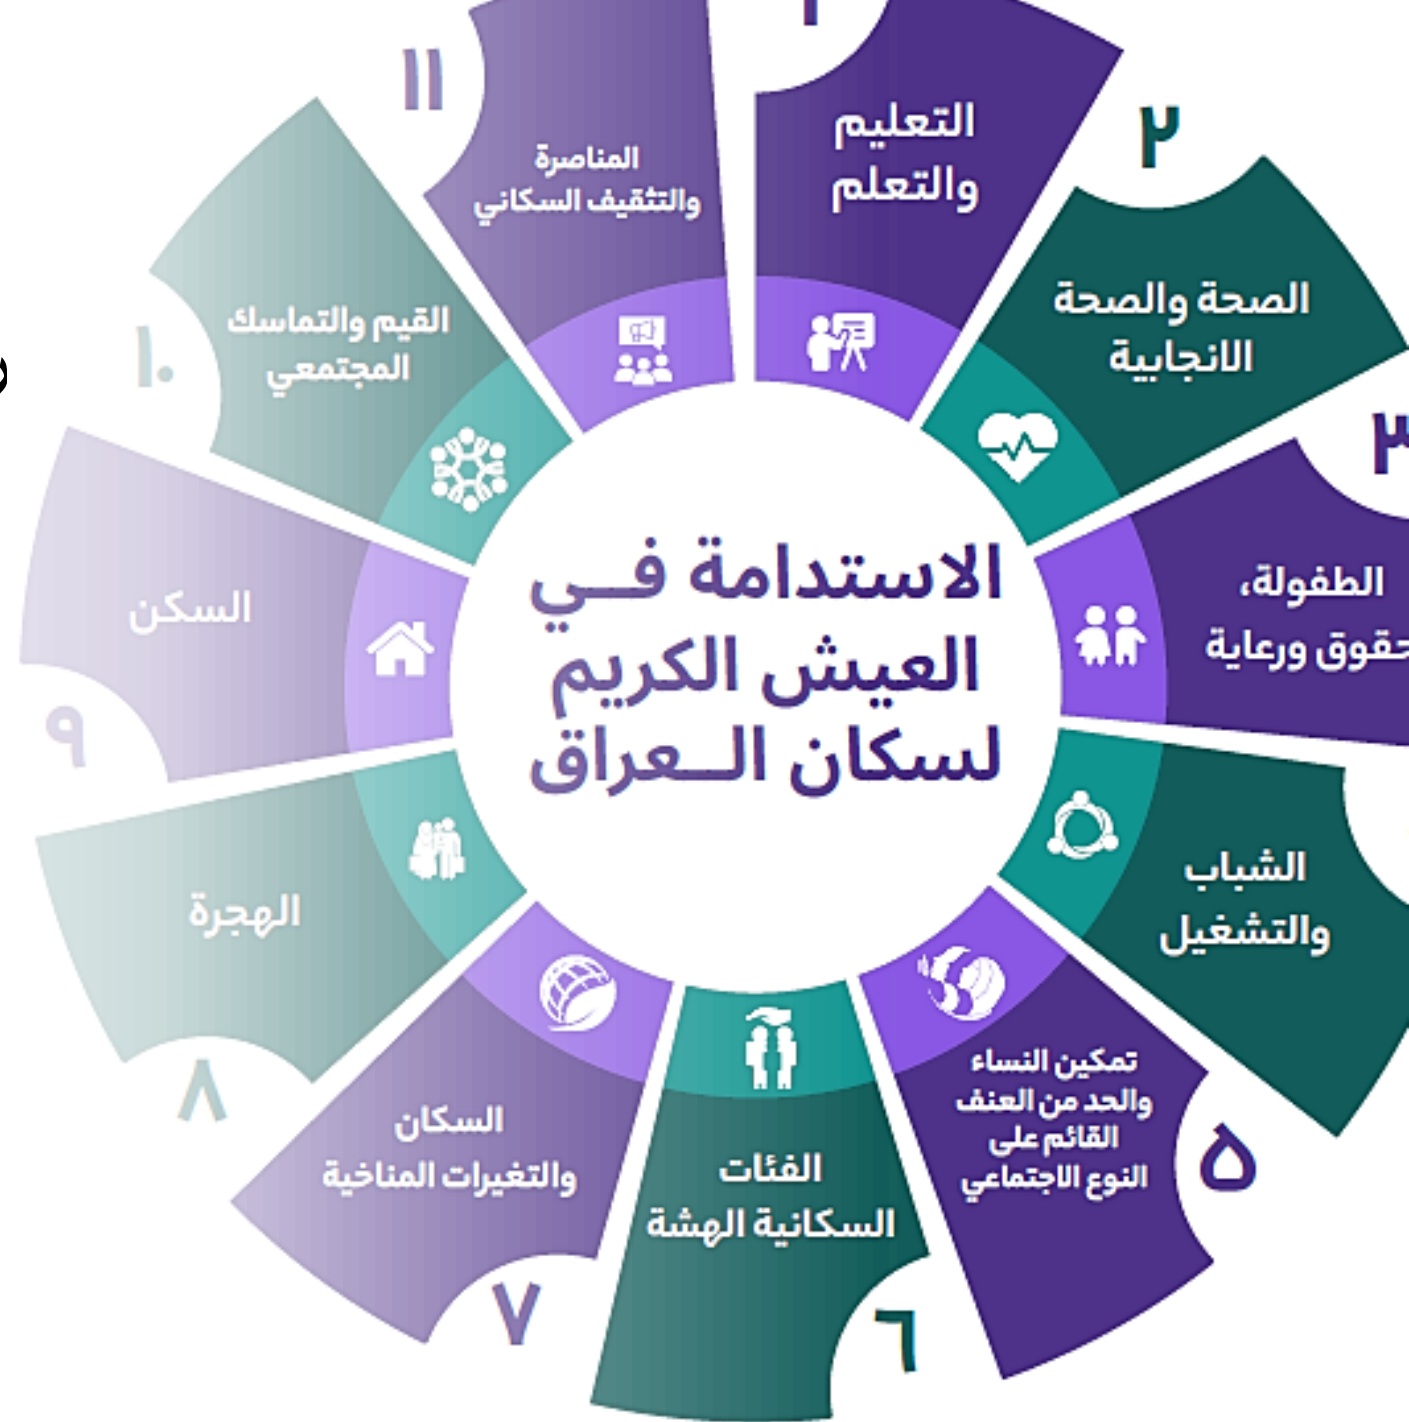 الاستدامة فــي
العيش الكريم
لسكان الــعراق
١
التعليم
والتعلم
٢
الصحة والصحة
الانجابية
٣
الطفولة،
حقوق ورعاية
الشباب
والتشغيل
٥
تمكين النساء
والحد من العنف
القائم على
النوع الاجتماعي
٦
الفئات
السكانية الهشة
٧
السكان
والتغيرات المناخية
٨
الهجرة
٩
السكن
١٠
القيم والتماسك
المجتمعي
١١
المناصرة
والتثقيف السكاني